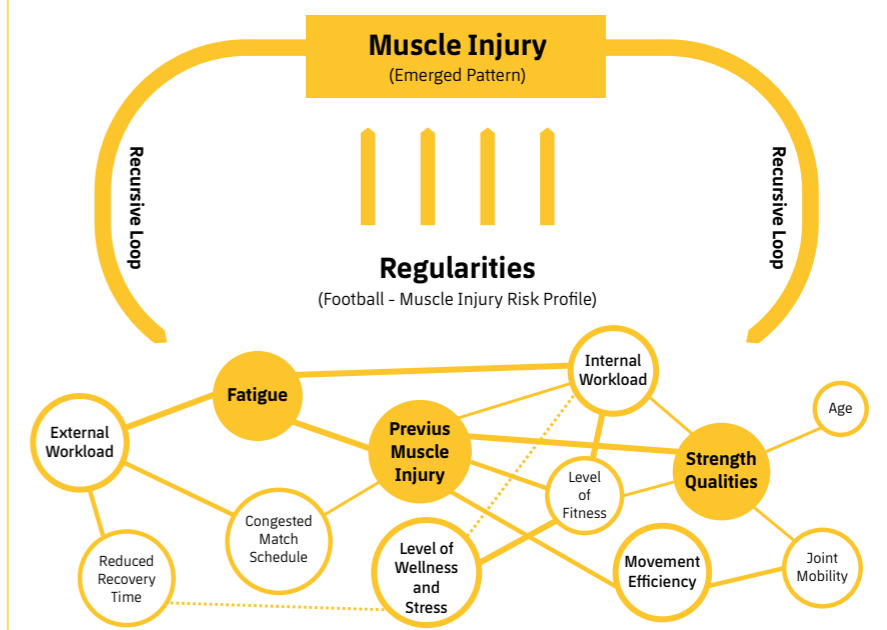 Muscle Injury
(Emerged Pattern)
Recursive Loop
Recursive Loop
Regularities
(Football - Muscle Injury Risk Profile)
Internal
Workload
Fatigue
Age
External
Workload
Previus
Muscle
Injury
Strength
Qualities
Level
of
Fitness
Congested
Match
Schedule
Reduced
Recovery
Time
Level of
Wellness
and
Stress
Movement
Efficiency
Joint
Mobility